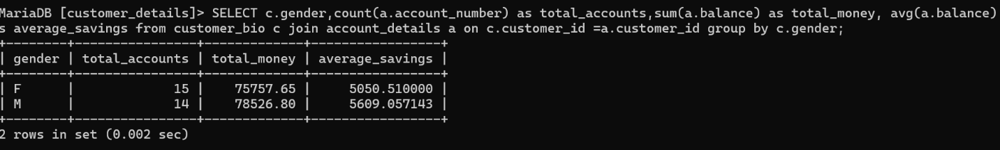 MariaDB [customer_details]> SELECT c.gender,count(a.account_number) as total_accounts,sum(a.balance) as total_money, avg(a.balance)
s average_savings from customer_bio c join account_details a on c.customer_id =a.customer_id group by c.gender;
+--------+----------------+-------------+-----------------+
| gender | total_accounts | total_money | average_savings |
+--------+----------------+-------------+-----------------+
| F      |             15 |    75757.65 |     5050.510000 |
| M      |             14 |    78526.80 |     5609.057143 |
+--------+----------------+-------------+-----------------+
2 rows in set (0.002 sec)